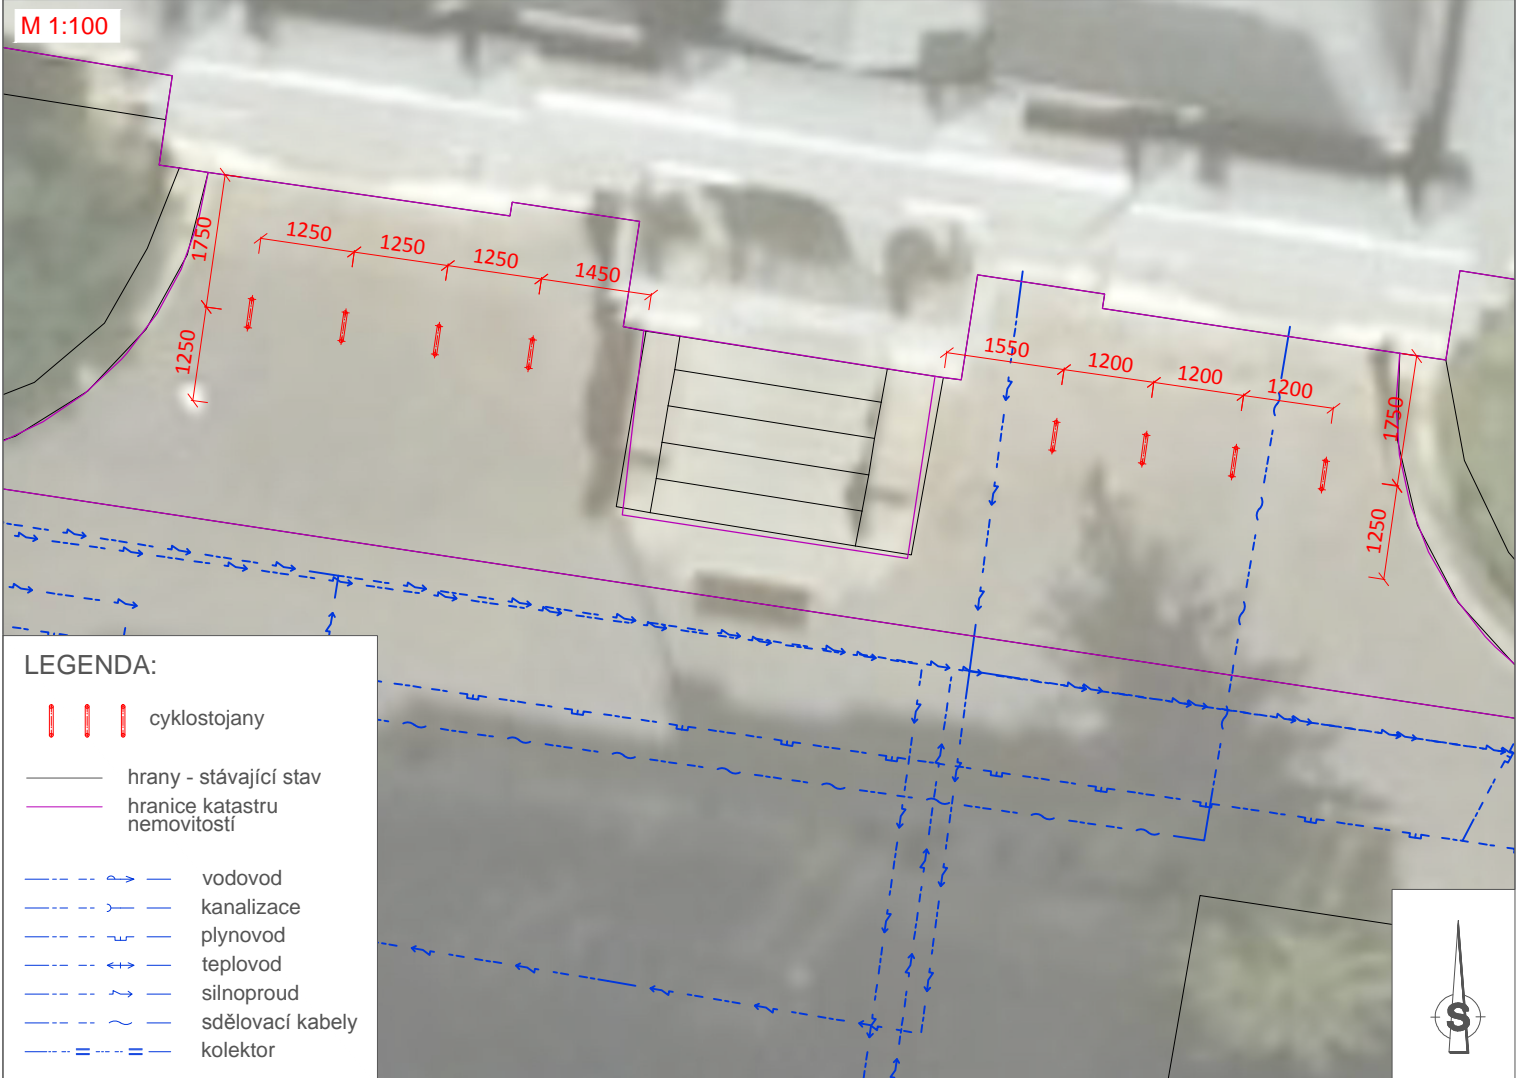 M 1:100
1750
1250
1250
1250
1250
1450
1550
1200
1200
1200
1750
1250
LEGENDA:
cyklostojany
hrany - stávající stav
hranice katastru
nemovitostí
vodovod
kanalizace
plynovod
teplovod
silnoproud
sdělovací kabely
kolektor
S